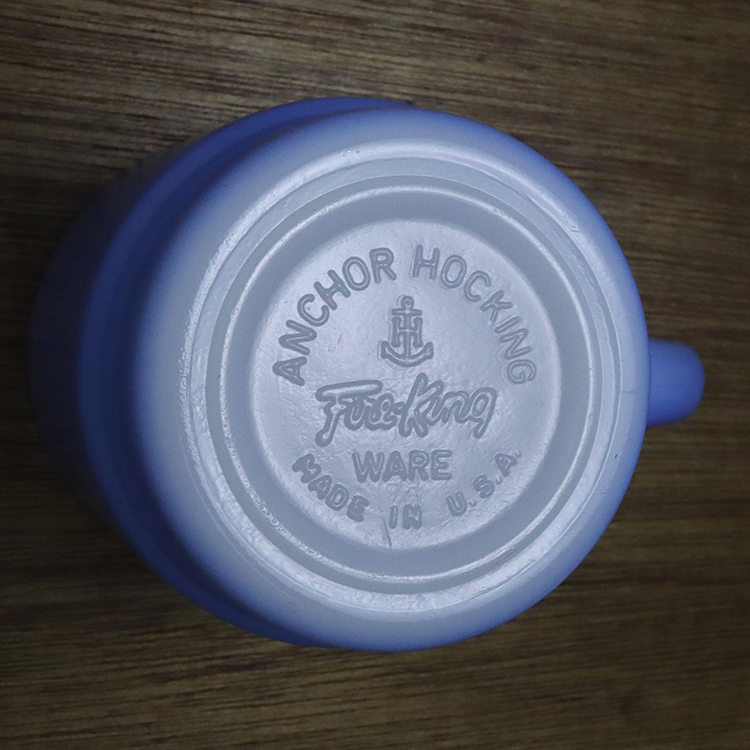 ANCHOR HOCKING
H
Fire-King
WARE
MADE IN U.S.A.